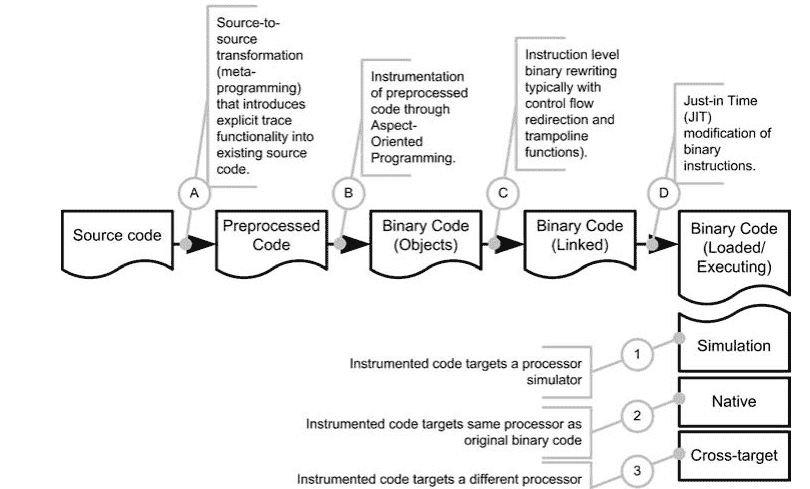 Source-to-
source
transformation
(meta-
programming)
that introduces
explicit trace
functionality into
existing source
code.
Instrumentation
of preprocessed
code through
Aspect-
Oriented
Programming.
Instruction level
binary rewriting
typically with
control flow
redirection and
trampoline
functions).
Just-in Time
(JIT)
modification of
binary
instructions.
A
B
C
D
Source code
Preprocessed
Code
Binary Code
(Objects)
Binary Code
(Linked)
Binary Code
(Loaded/
Executing)
Instrumented code targets a processor
simulator
1
Simulation
Instrumented code targets same processor as
original binary code
2
Native
Instrumented code targets a different processor
3
Cross-target